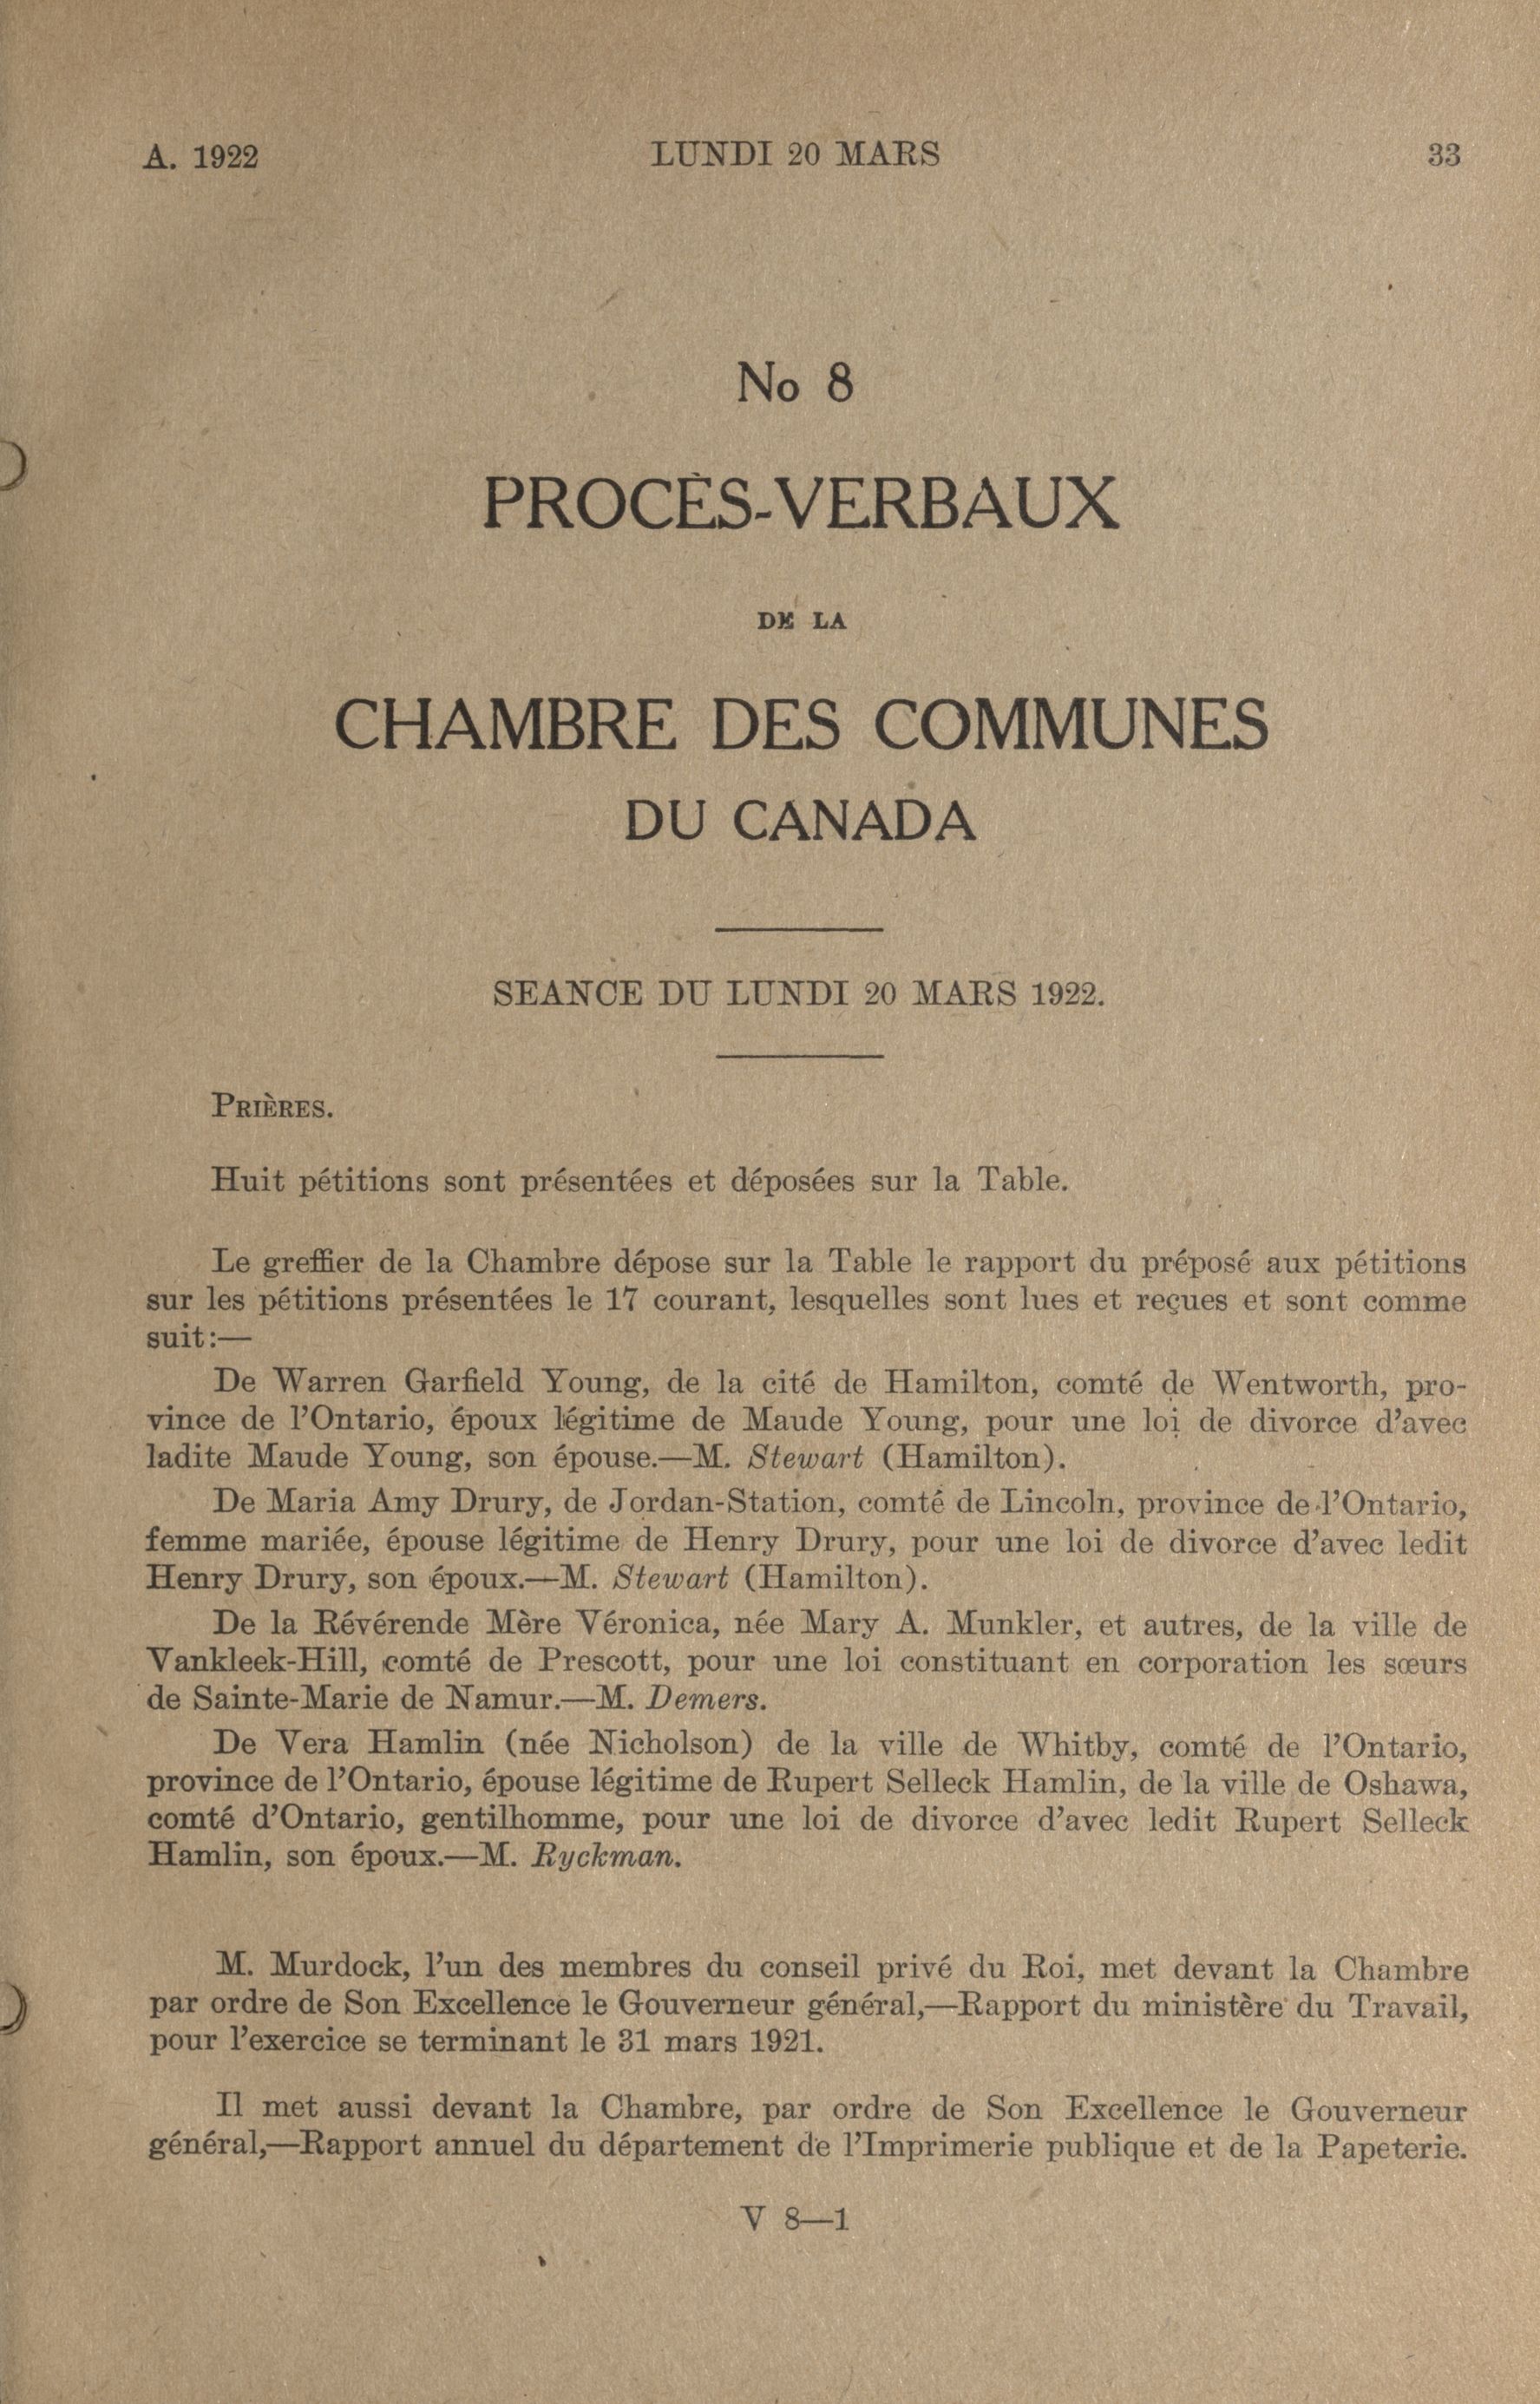 A. 1922 LUNDI 20 MARS 33
No 8
PROCÈS-VERBAUX
DE LA
CHAMBRE DES COMMUNES
DU CANADA
SEANCE DU LUNDI 20 MARS 1922.
PRIÈRES.
Huit pétitions sont présentées et déposées sur la Table.
Le greffier de la Chambre dépose sur la Table le rapport du préposé aux pétitions
sur les pétitions présentées le 17 courant, lesquelles sont lues et reçues et sont comme
suit:—
De Warren Garfield Young, de la cité de Hamilton, comté de Wentworth, pro-
vince de l'Ontario, époux légitime de Maude Young, pour une loi de divorce d'avec
ladite Maude Young, son épouse.—M. Stewart (Hamilton).
De Maria Amy Drury, de Jordan-Station, comté de Lincoln, province de l'Ontario,
femme mariée, épouse légitime de Henry Drury, pour une loi de divorce d'avec ledit
Henry Drury, son époux.—M. Stewart (Hamilton).
De la Révérende Mère Véronica, née Mary A. Munkler, et autres, de la ville de
Vankleek-Hill, comté de Prescott, pour une loi constituant en corporation les sœurs
de Sainte-Marie de Namur.—M. Demers.
De Vera Hamlin (née Nicholson) de la ville de Whitby, comté de l'Ontario,
province de l'Ontario, épouse légitime de Rupert Selleck Hamlin, de la ville de Oshawa,
comté d'Ontario, gentilhomme, pour une loi de divorce d'avec ledit Rupert Selleck
Hamlin, son époux.—M. Ryckman.
M. Murdock, l'un des membres du conseil privé du Roi, met devant la Chambre
par ordre de Son Excellence le Gouverneur général,—Rapport du ministère du Travail,
pour l'exercice se terminant le 31 mars 1921.
Il met aussi devant la Chambre, par ordre de Son Excellence le Gouverneur
général,—Rapport annuel du département de l'Imprimerie publique et de la Papeterie.
V 8—1